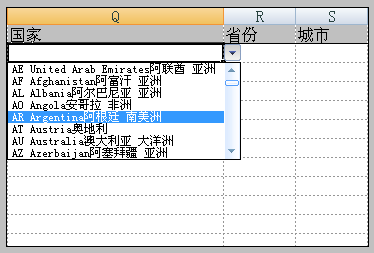 Q R S
国家 省份 城市
AE United Arab Emirates阿联酋 亚洲
AF Afghanistan阿富汗 亚洲
AL Albania阿尔巴尼亚 亚洲
AO Angola安哥拉 非洲
AR Argentina阿根廷 南美洲
AT Austria奥地利
AU Australia澳大利亚 大洋洲
AZ Azerbaijan阿塞拜疆 亚洲